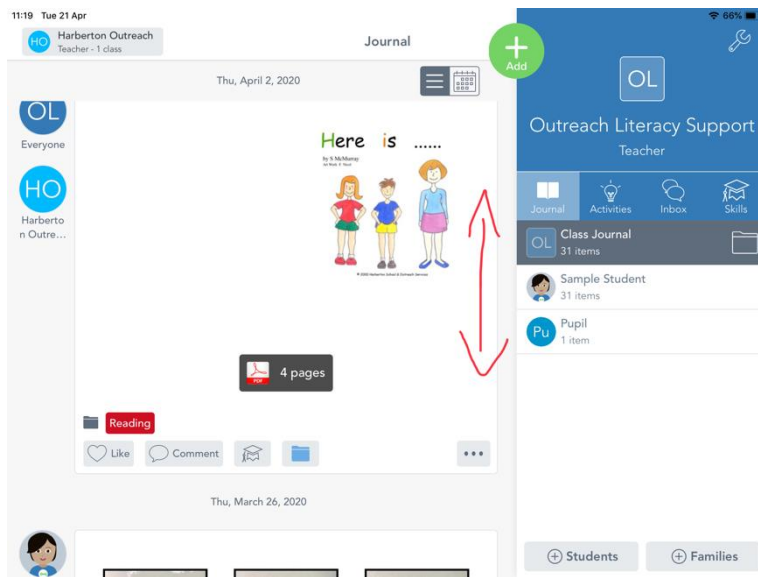 11:19 Tue 21 Apr
66%
HO
Harberton Outreach
Teacher - 1 class
Journal
Add
Thu, April 2, 2020
OL
Everyone
HO
Harberto
n Outre...
Here is ......
by S McMurray
PDF
4 pages
Reading
Like
Comment
Thu, March 26, 2020
OL
Outreach Literacy Support
Teacher
Journal
Activities
Inbox
Skills
OL
Class Journal
31 items
Sample Student
31 items
Pu
Pupil
1 item
Students
Families